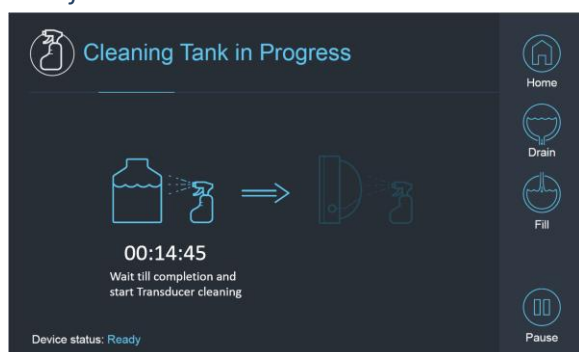 Cleaning Tank in Progress
Home
Drain
Fill
00:14:45
Wait till completion and
start Transducer cleaning
Device status: Ready
Pause